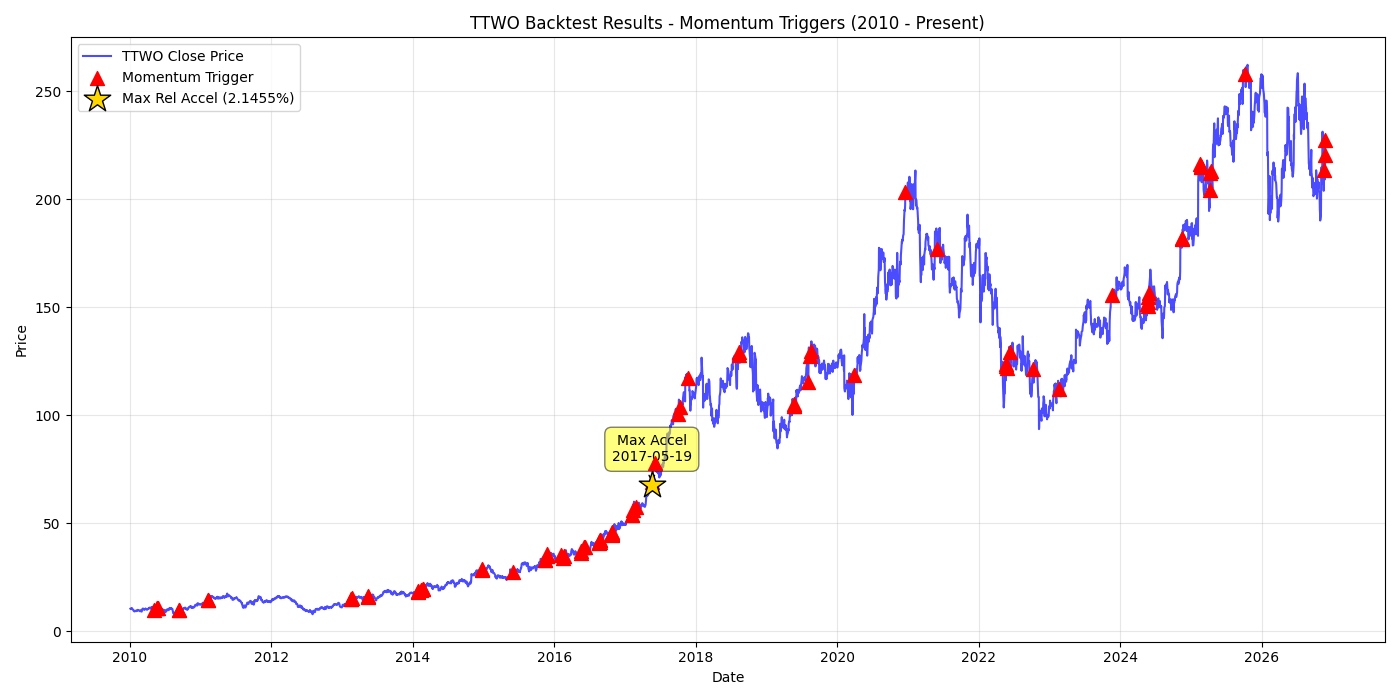 TTWO Backtest Results - Momentum Triggers (2010 - Present)
TTWO Close Price
Momentum Trigger
Max Rel Accel (2.1455%)
Price
250
200
150
100
50
0
Max Accel
2017-05-19
2010 2012 2014 2016 2018 2020 2022 2024 2026
Date